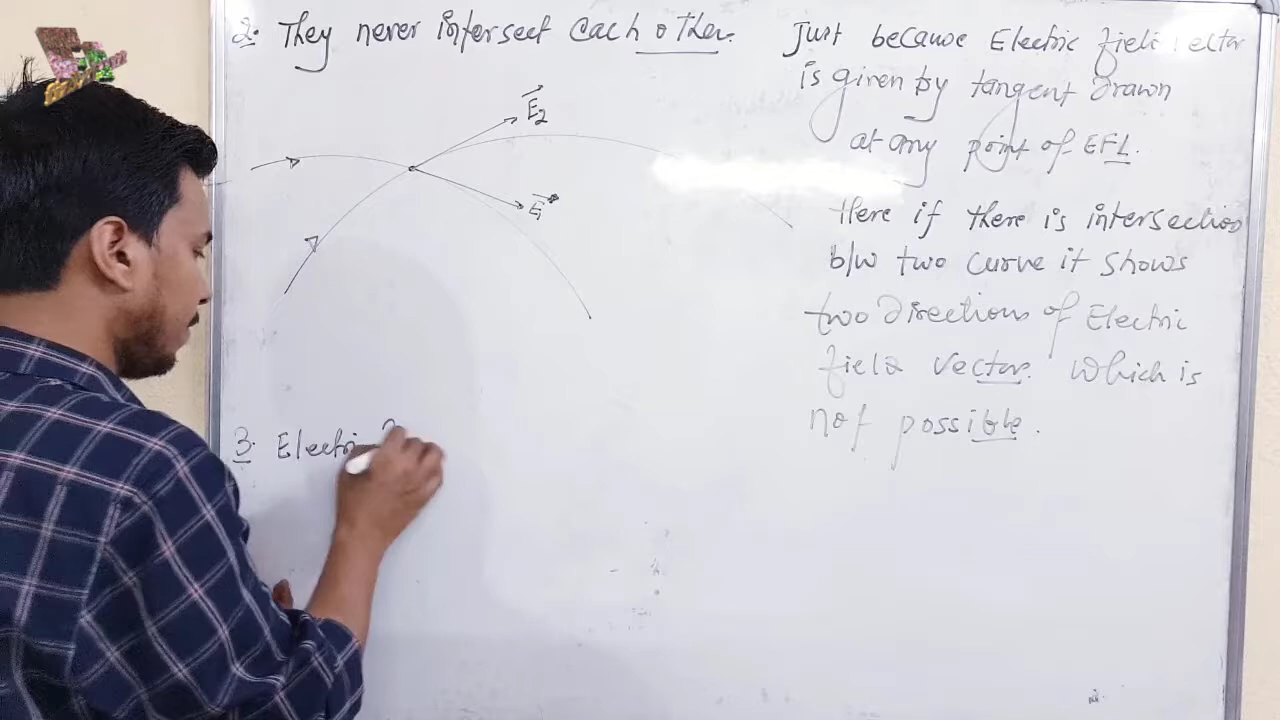 2. They never intersect each other.
Just because Electric field vector
is given by tangent drawn
at any point of EFL.
E2
E1
Here if there is intersection
b/w two curve it shows
two directions of Electric
field vector. Which is
not possible.
3. Electric